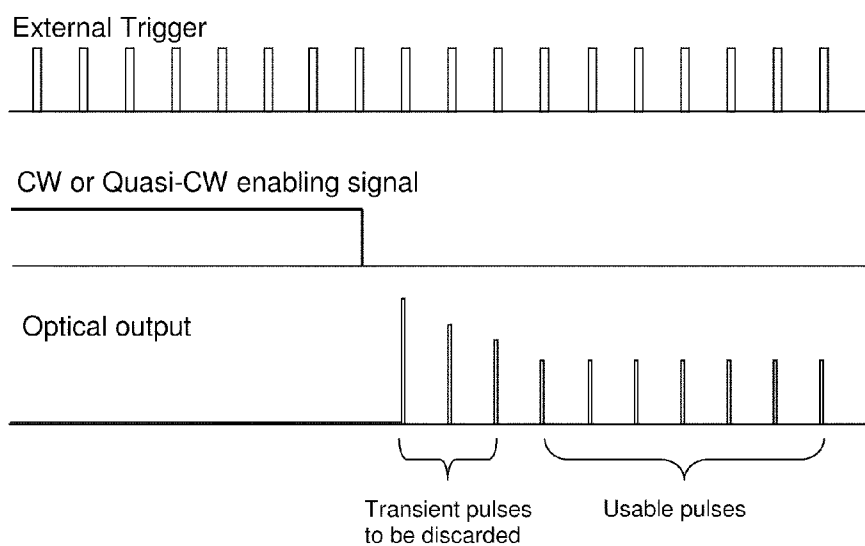 External Trigger
CW or Quasi-CW enabling signal
Optical output
Transient pulses
to be discarded
Usable pulses